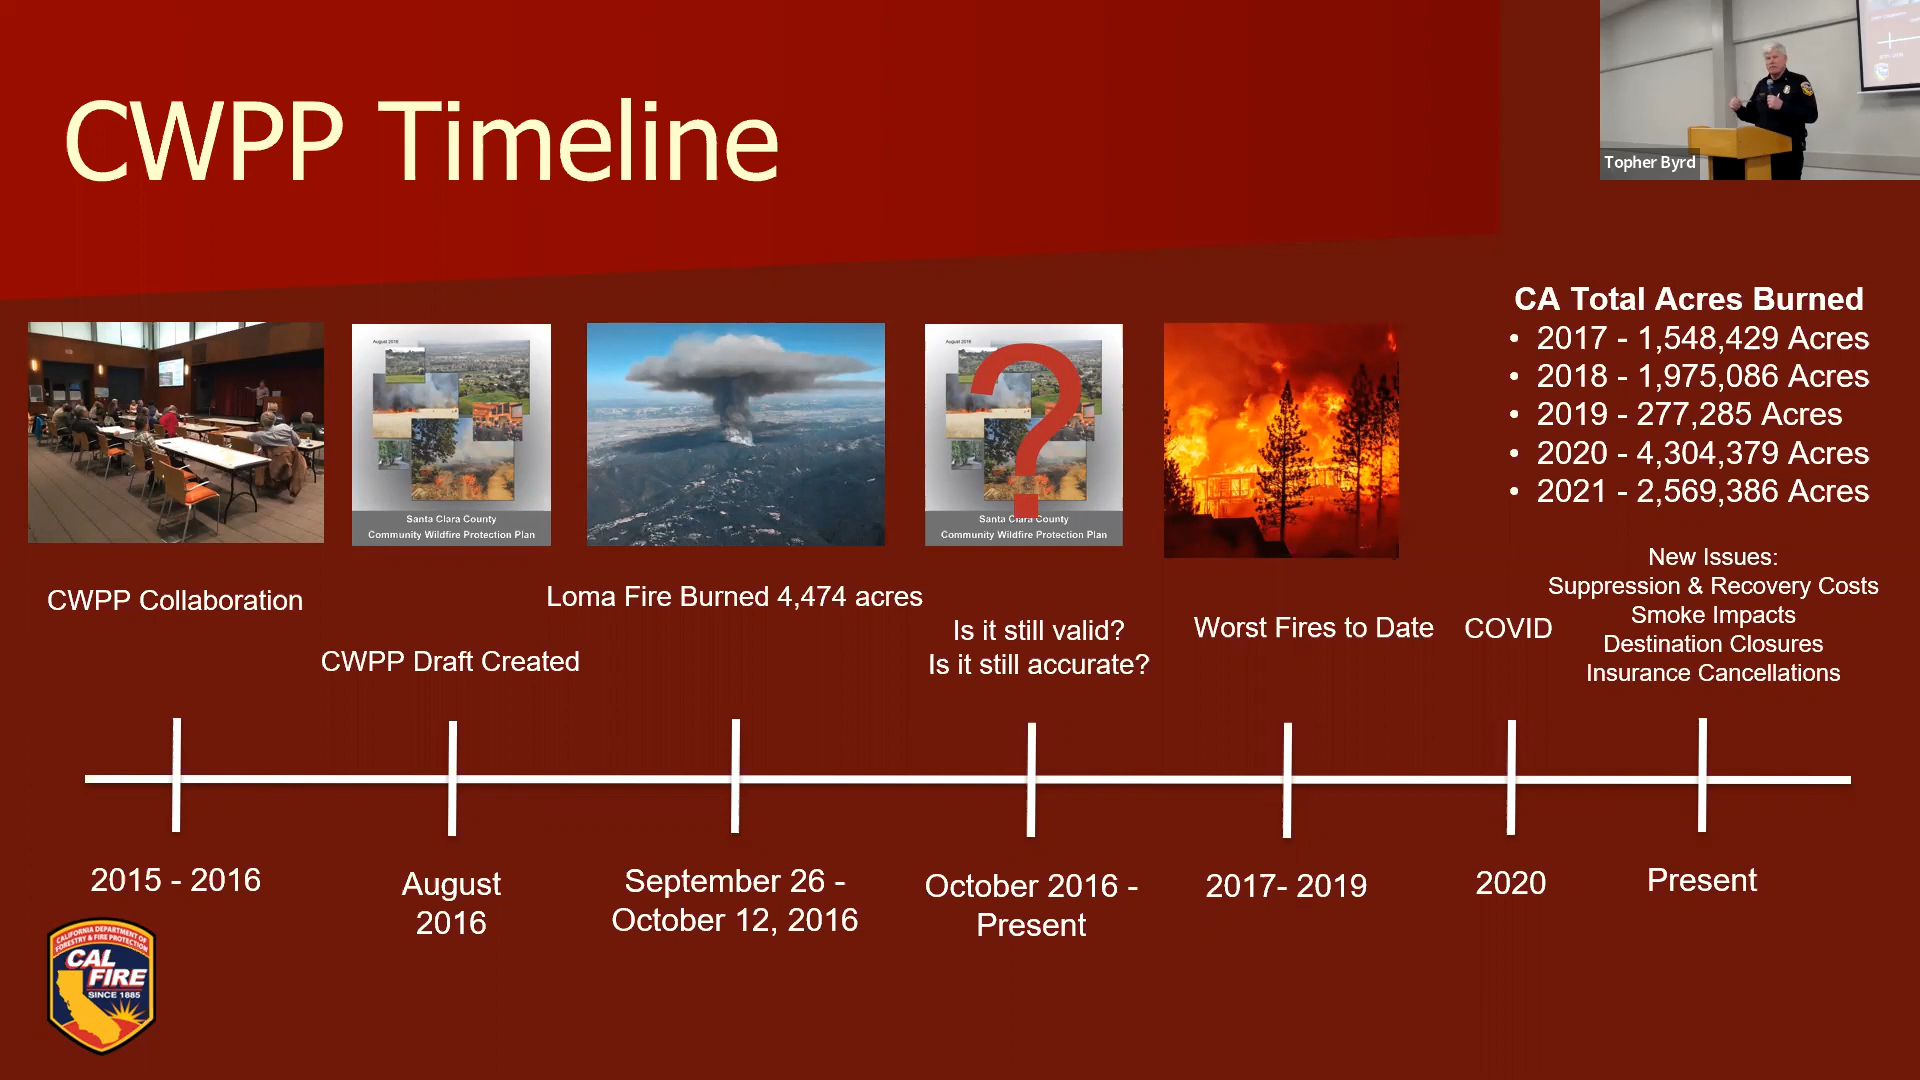 CWPP Timeline
Topher Byrd
CA Total Acres Burned
• 2017 - 1,548,429 Acres
• 2018 - 1,975,086 Acres
• 2019 - 277,285 Acres
• 2020 - 4,304,379 Acres
• 2021 - 2,569,386 Acres
August 2016
Santa Clara County
Community Wildfire Protection Plan
August 2016
Santa Clara County
Community Wildfire Protection Plan
?
CWPP Collaboration
CWPP Draft Created
Loma Fire Burned 4,474 acres
Is it still valid?
Is it still accurate?
Worst Fires to Date
COVID
New Issues:
Suppression & Recovery Costs
Smoke Impacts
Destination Closures
Insurance Cancellations
2015 - 2016
August
2016
September 26 -
October 12, 2016
October 2016 -
Present
2017- 2019
2020
Present
CALIFORNIA DEPARTMENT OF
FORESTRY & FIRE PROTECTION
CAL
FIRE
SINCE 1885